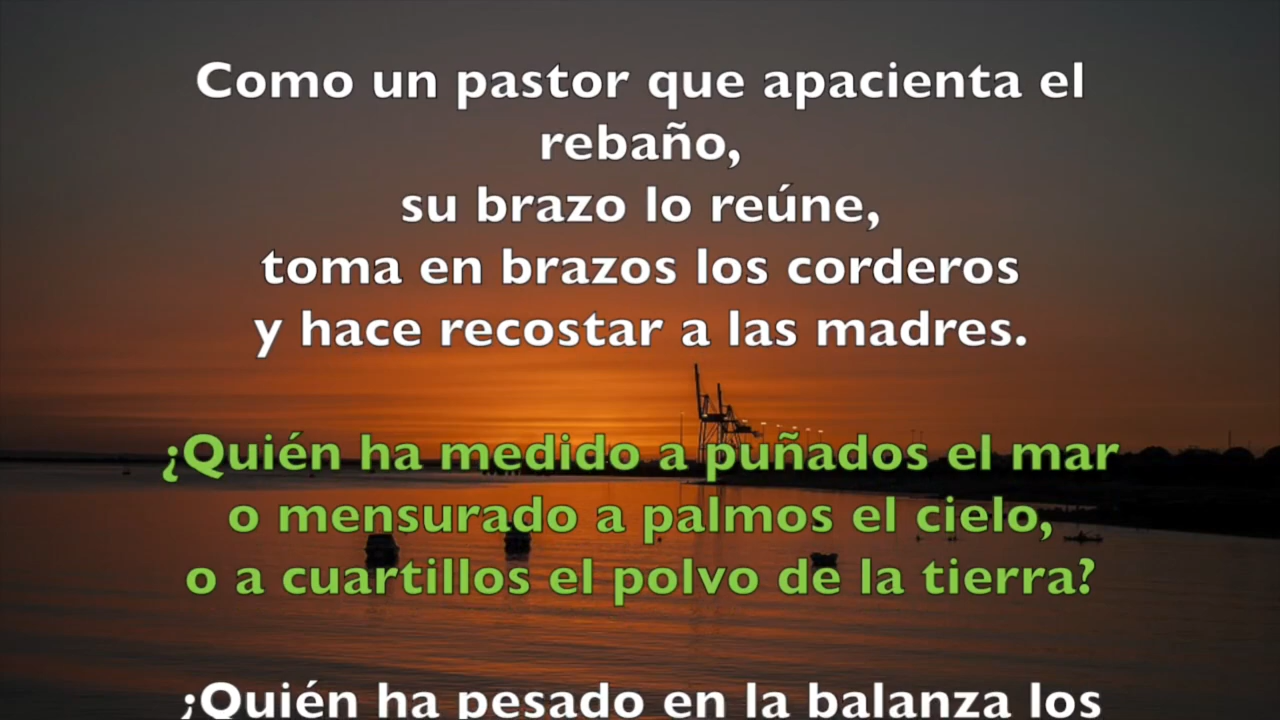 Como un pastor que apacienta el
rebaño,
su brazo lo reúne,
toma en brazos los corderos
y hace recostar a las madres.
¿Quién ha medido a puñados el mar
o mensurado a palmos el cielo,
o a cuartillos el polvo de la tierra?
¿Quién ha pesado en la balanza los